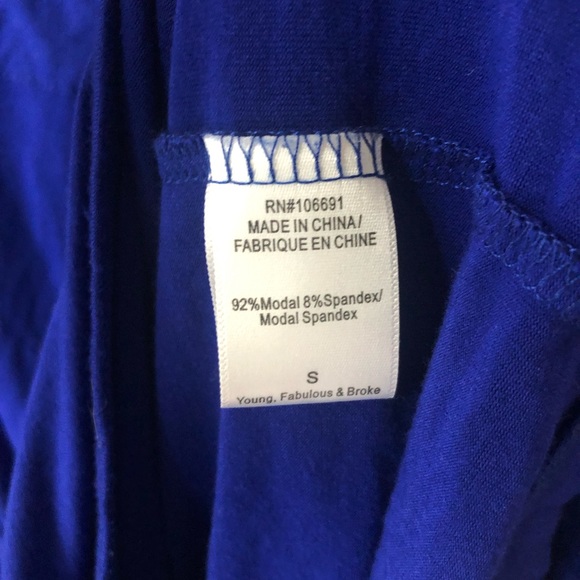 RN#106691
MADE IN CHINA/
FABRIQUE EN CHINE
92%Modal 8%Spandex/
Modal Spandex
S
Young, Fabulous & Broke